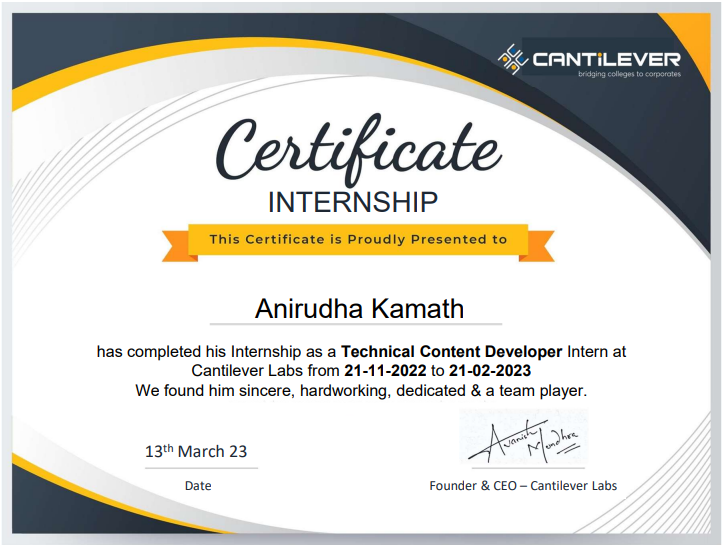 CANTiLEVER
bridging colleges to corporates
Certificate
INTERNSHIP
This Certificate is Proudly Presented to
Anirudha Kamath
has completed his Internship as a Technical Content Developer Intern at
Cantilever Labs from 21-11-2022 to 21-02-2023
We found him sincere, hardworking, dedicated & a team player.
13th March 23
Date
Avanish
Mundhra
Founder & CEO – Cantilever Labs